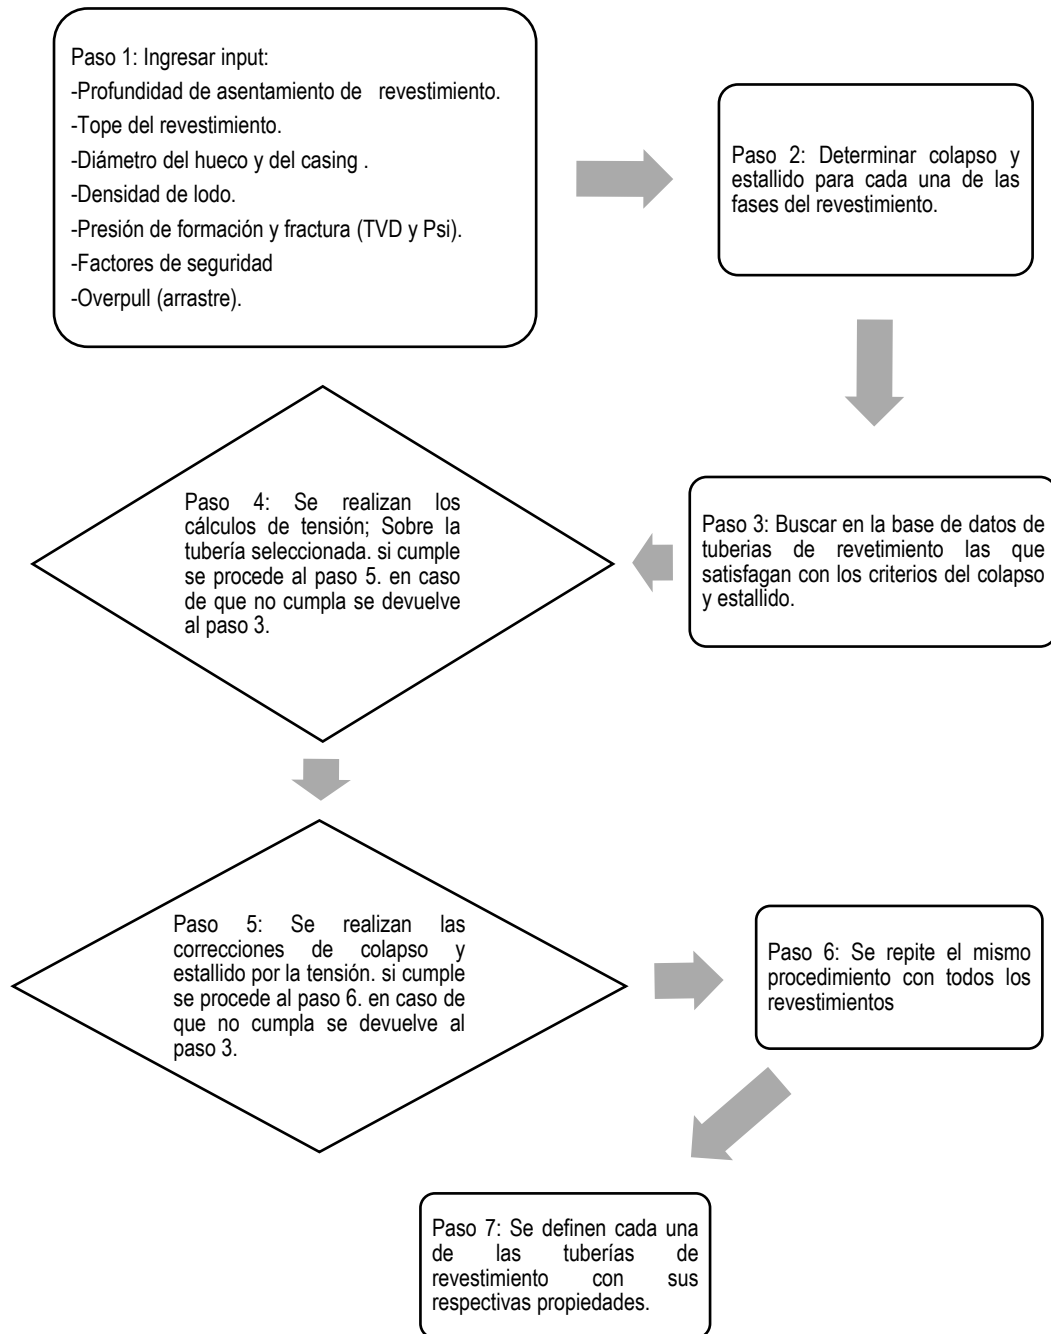 Paso 1: Ingresar input:
-Profundidad de asentamiento de revestimiento.
-Tope del revestimiento.
-Diámetro del hueco y del casing .
-Densidad de lodo.
-Presión de formación y fractura (TVD y Psi).
-Factores de seguridad
-Overpull (arrastre).
Paso 2: Determinar colapso y
estallido para cada una de las
fases del revestimiento.
Paso 3: Buscar en la base de datos de
tuberias de revetimiento las que
satisfagan con los criterios del colapso
y estallido.
Paso 4: Se realizan los
cálculos de tensión; Sobre la
tubería seleccionada. si cumple
se procede al paso 5. en caso
de que no cumpla se devuelve
al paso 3.
Paso 5: Se realizan las
correcciones de colapso y
estallido por la tensión. si cumple
se procede al paso 6. en caso de
que no cumpla se devuelve al
paso 3.
Paso 6: Se repite el mismo
procedimiento con todos los
revestimientos
Paso 7: Se definen cada una
de las tuberías de
revestimiento con sus
respectivas propiedades.